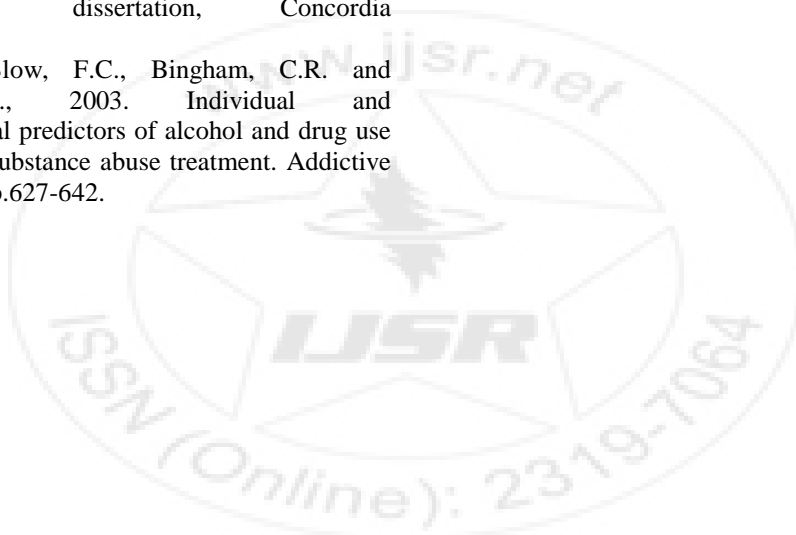 dissertation, Concordia
low, F.C., Bingham, C.R. and
., 2003. Individual and
al predictors of alcohol and drug use
ubstance abuse treatment. Addictive
.627-642.
www.ijsr.net
IJSR
ISSN (Online): 2319-7064